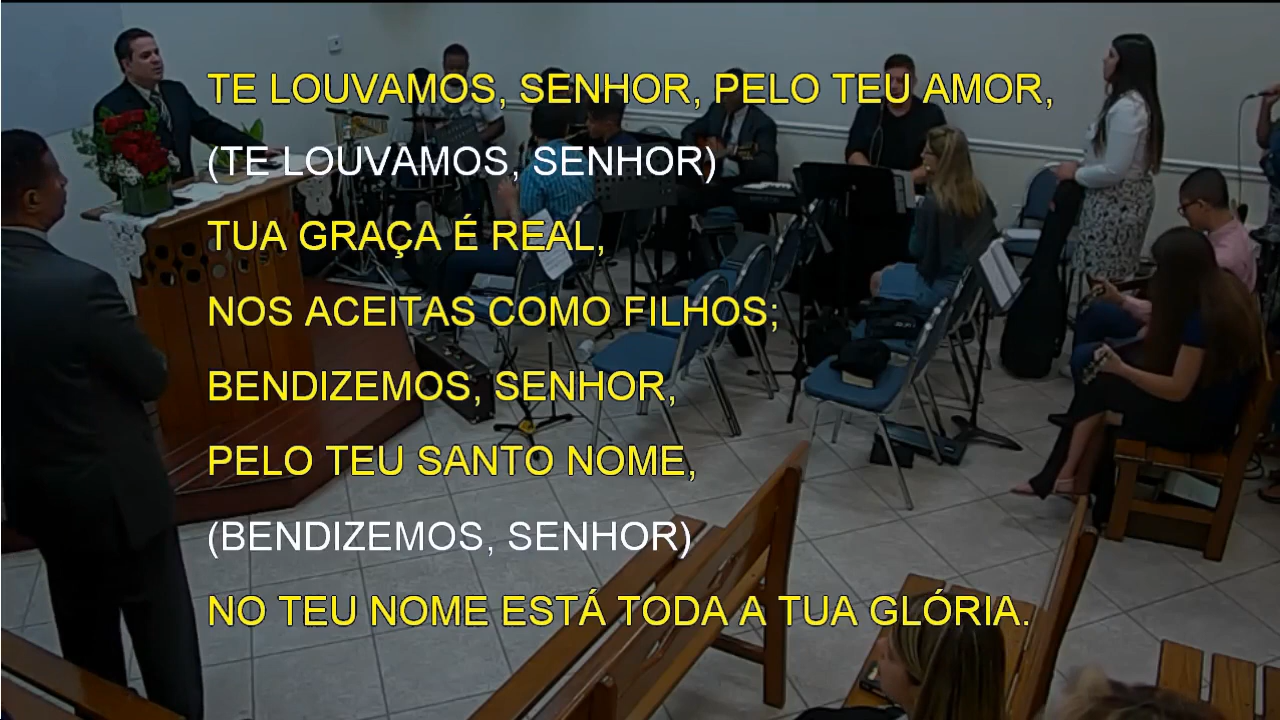 TE LOUVAMOS, SENHOR, PELO TEU AMOR,
(TE LOUVAMOS, SENHOR)
TUA GRAÇA É REAL,
NOS ACEITAS COMO FILHOS;
BENDIZEMOS, SENHOR,
PELO TEU SANTO NOME,
(BENDIZEMOS, SENHOR)
NO TEU NOME ESTÁ TODA A TUA GLÓRIA.